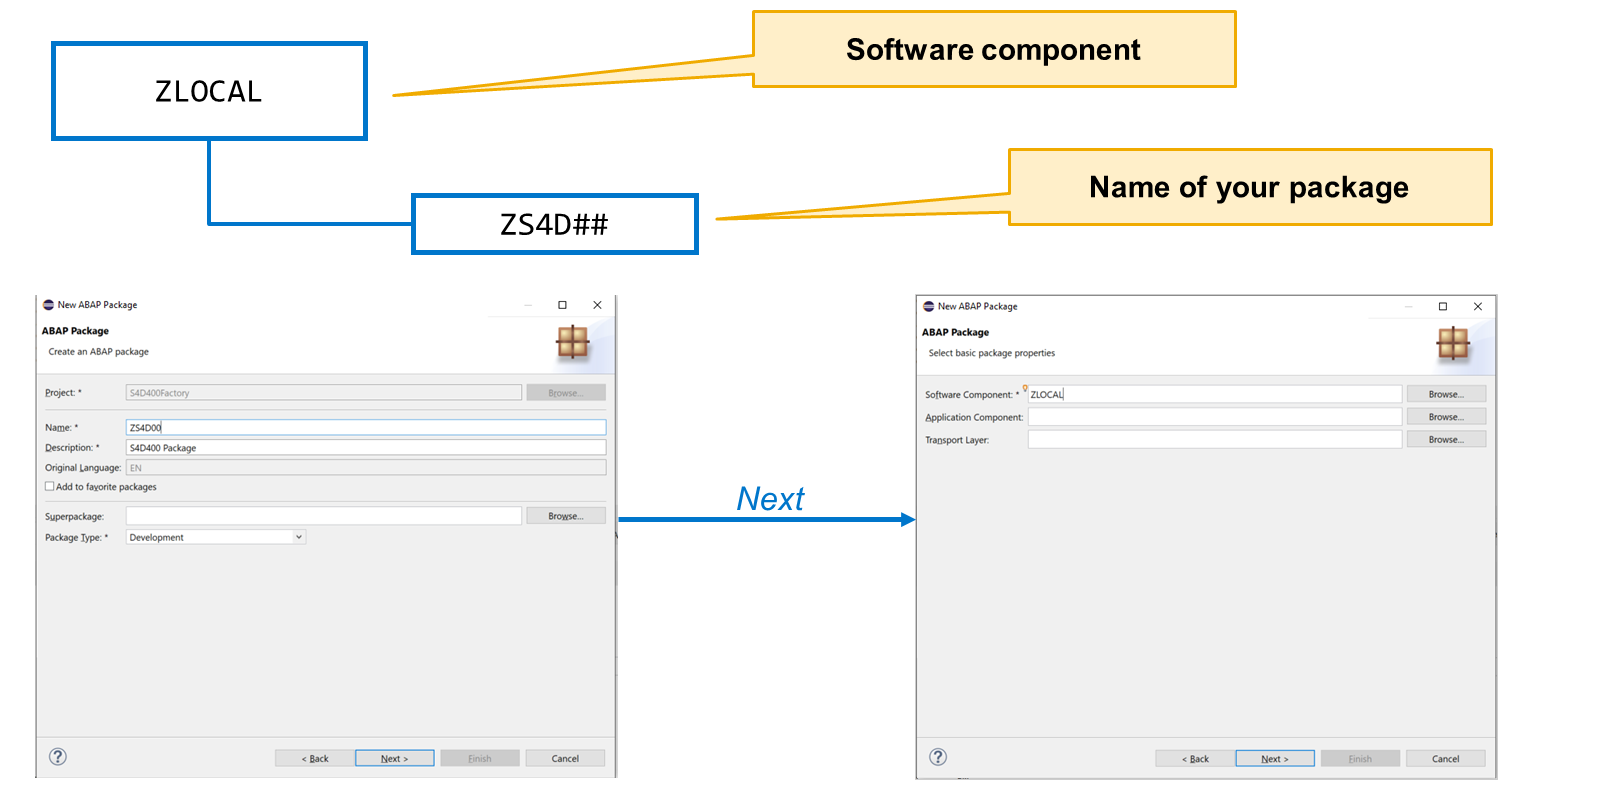 Software component
ZLOCAL
Name of your package
ZS4D##
New ABAP Package
ABAP Package
Create an ABAP package
Project: *
S4D400Factory
Browse...
Name: *
ZS4D00
Description: *
S4D400 Package
Original Language:
EN
Add to favorite packages
Superpackage:
Browse...
Package Type: *
Development
? < Back Next > Finish Cancel
Next
New ABAP Package
ABAP Package
Select basic package properties
Software Component: *
ZLOCAL
Browse...
Application Component:
Browse...
Transport Layer:
Browse...
? < Back Next > Finish Cancel